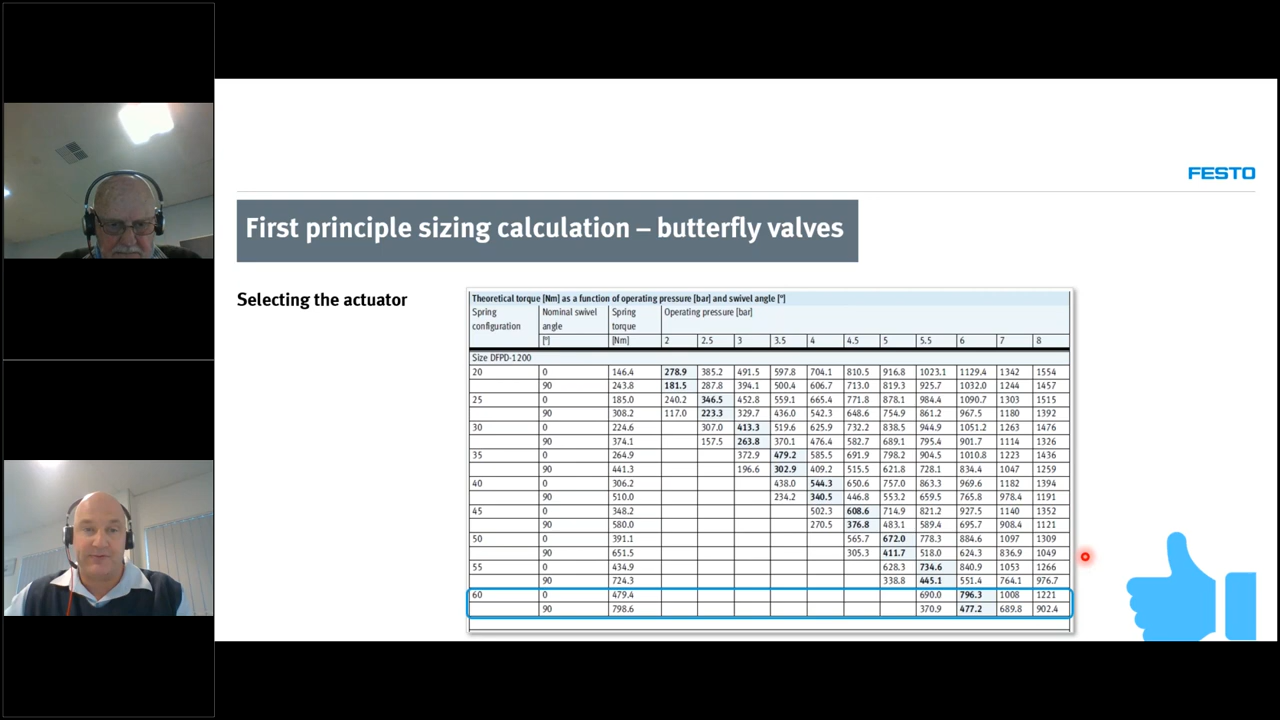 FESTO
First principle sizing calculation – butterfly valves
Selecting the actuator
Theoretical torque [Nm] as a function of operating pressure [bar] and swivel angle [°]
Spring configuration Nominal swivel angle Spring torque Operating pressure [bar]
[°] [Nm] 2 2.5 3 3.5 4 4.5 5 5.5 6 7 8
Size DFPD-1200
20 0 146.4 278.9 385.2 491.5 597.8 704.1 810.5 916.8 1023.1 1129.4 1342 1554
90 243.8 181.5 287.8 394.1 500.4 606.7 713.0 819.3 925.7 1032.0 1244 1457
25 0 185.0 240.2 346.5 452.8 559.1 665.4 771.8 878.1 984.4 1090.7 1303 1515
90 308.2 117.0 223.3 329.7 436.0 542.3 648.6 754.9 861.2 967.5 1180 1392
30 0 224.6 307.0 413.3 519.6 625.9 732.2 838.5 944.9 1051.2 1263 1476
90 374.1 157.5 263.8 370.1 476.4 582.7 689.1 795.4 901.7 1114 1326
35 0 264.9 372.9 479.2 585.5 691.9 798.2 904.5 1010.8 1223 1436
90 441.3 196.6 302.9 409.2 515.5 621.8 728.1 834.4 1047 1259
40 0 306.2 438.0 544.3 650.6 757.0 863.3 969.6 1182 1394
90 510.0 234.2 340.5 446.8 553.2 659.5 765.8 978.4 1191
45 0 348.2 502.3 608.6 714.9 821.2 927.5 1140 1352
90 580.0 270.5 376.8 483.1 589.4 695.7 908.4 1121
50 0 391.1 565.7 672.0 778.3 884.6 1097 1309
90 651.5 305.3 411.7 518.0 624.3 836.9 1049
55 0 434.9 628.3 734.6 840.9 1053 1266
90 724.3 338.8 445.1 551.4 764.1 976.7
60 0 479.4 690.0 796.3 1008 1221
90 798.6 370.9 477.2 689.8 902.4